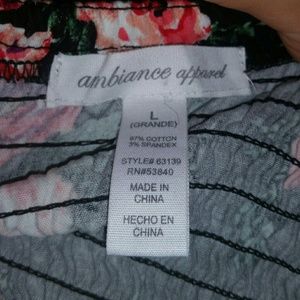 ambiance apparel
L
(GRANDE)
97% COTTON
3% SPANDEX
STYLE# 63139
RN#53840
MADE IN
CHINA
HECHO EN
CHINA